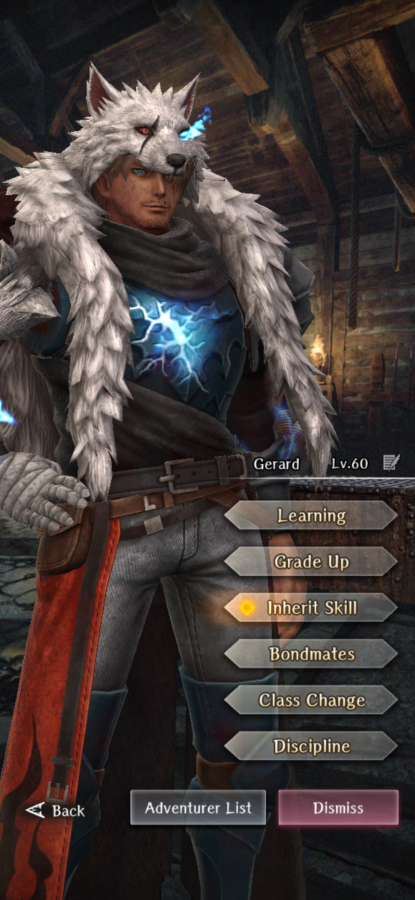 Gerard Lv.60
Learning
Grade Up
Inherit Skill
Bondmates
Class Change
Discipline
Back Adventurer List Dismiss